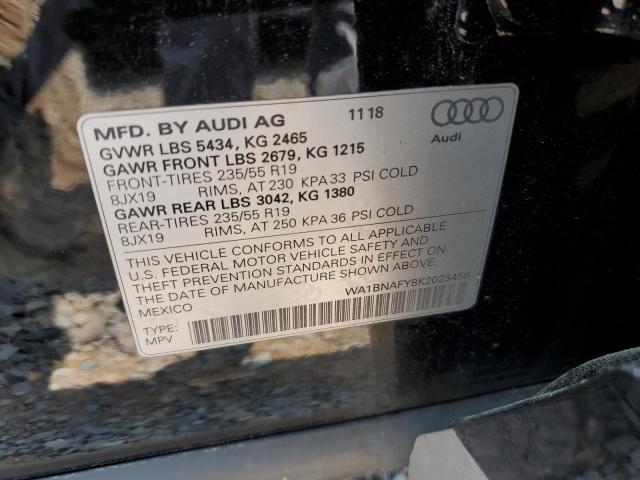 MFD. BY AUDI AG 11 18
Audi
GVWR LBS 5434, KG 2465
GAWR FRONT LBS 2679, KG 1215
FRONT-TIRES 235/55 R19
8JX19 RIMS, AT 230 KPA 33 PSI COLD
GAWR REAR LBS 3042, KG 1380
REAR-TIRES 235/55 R19
8JX19 RIMS, AT 250 KPA 36 PSI COLD
THIS VEHICLE CONFORMS TO ALL APPLICABLE
U.S. FEDERAL MOTOR VEHICLE SAFETY AND
THEFT PREVENTION STANDARDS IN EFFECT ON
THE DATE OF MANUFACTURE SHOWN ABOVE.
MEXICO WA1BNAFY8K2023458
TYPE:
MPV